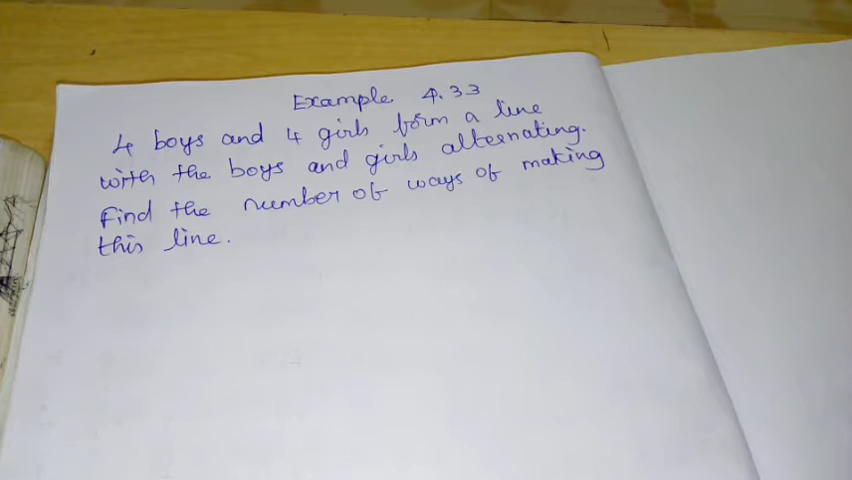 Example 4.33
4 boys and 4 girls form a line
with the boys and girls alternating.
Find the number of ways of making
this line.